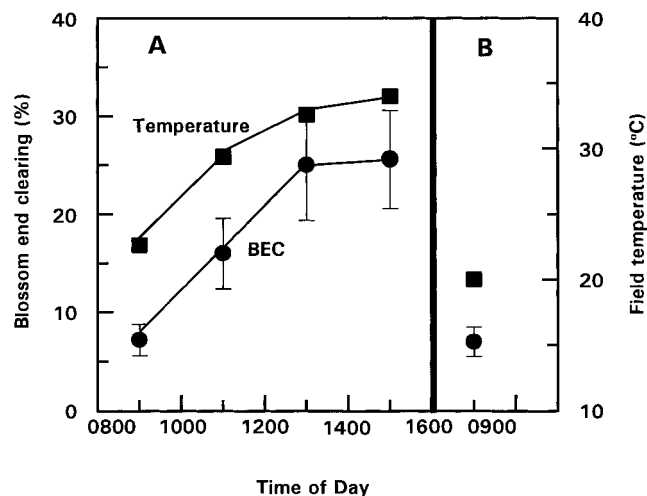 40 A B 40
Blossom end clearing (%)
30
20
10
0
Temperature
BEC
Field temperature (°C)
30
20
10
0800 1000 1200 1400 1600 0900
Time of Day